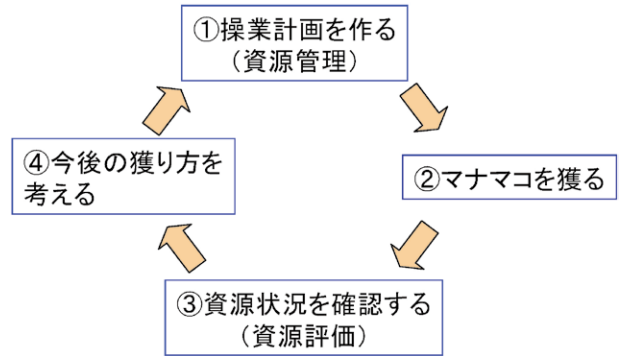 ①操業計画を作る
（資源管理）
②マナマコを獲る
③資源状況を確認する
（資源評価）
④今後の獲り方を
考える